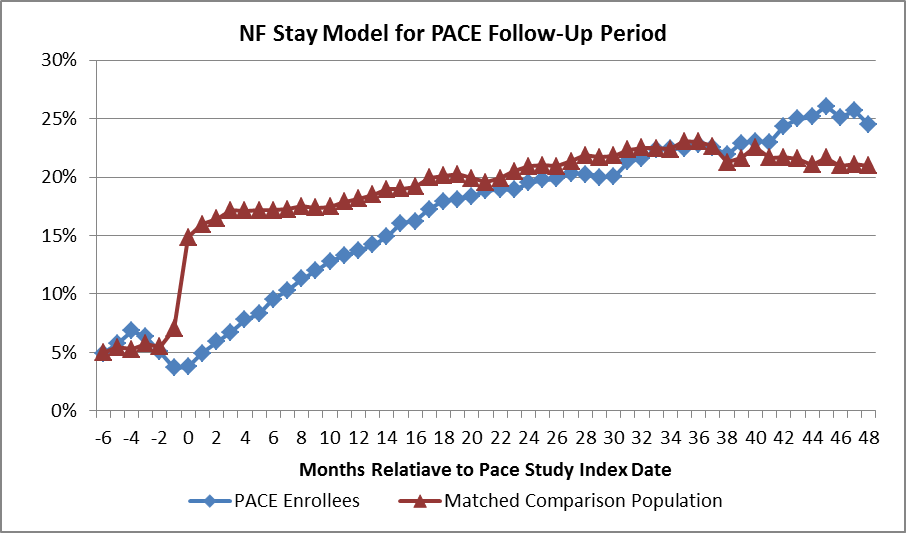 NF Stay Model for PACE Follow-Up Period
30%
25%
20%
15%
10%
5%
0%
-6 -4 -2 0 2 4 6 8 10 12 14 16 18 20 22 24 26 28 30 32 34 36 38 40 42 44 46 48
Months Relatiave to Pace Study Index Date
PACE Enrollees Matched Comparison Population